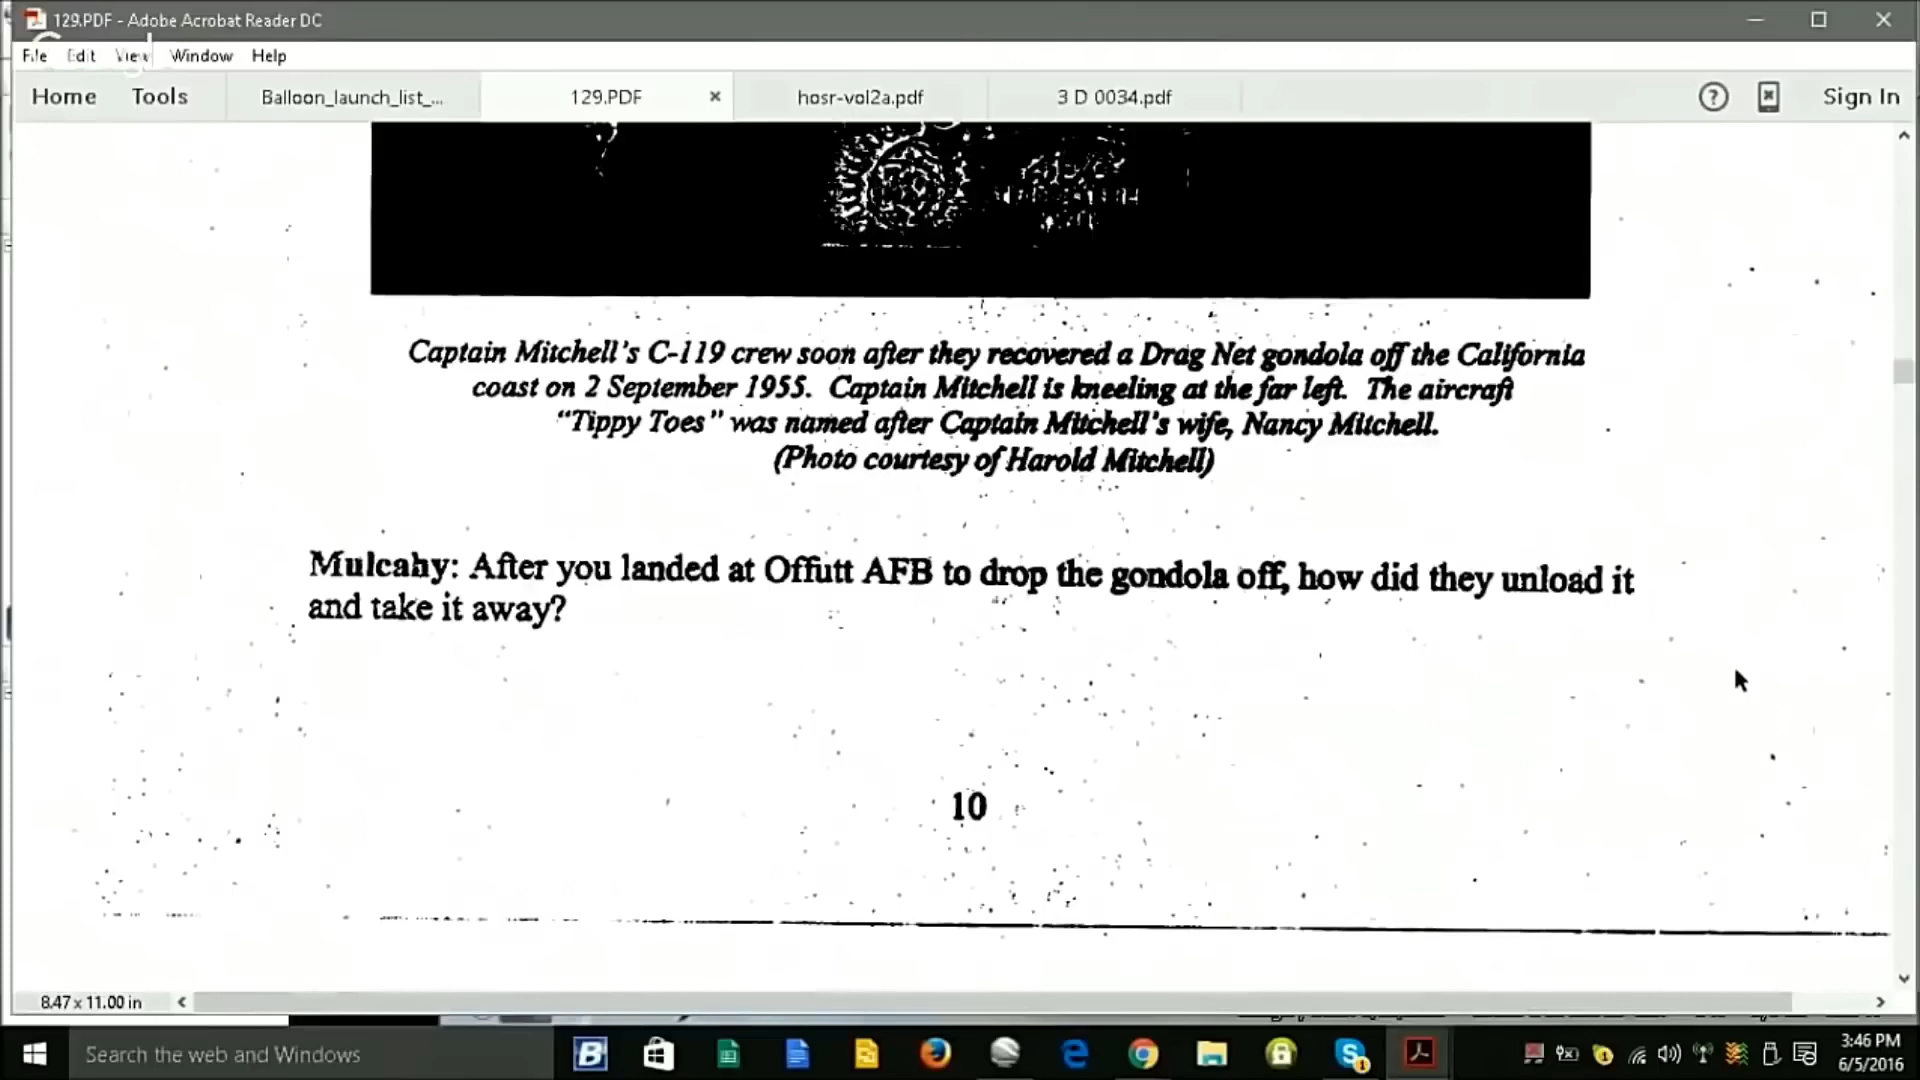 129.PDF - Adobe Acrobat Reader DC
File Edit View Window Help
Home Tools Balloon_launch_list_... 129.PDF × hosr-vol2a.pdf 3 D 0034.pdf ? Sign In
Captain Mitchell's C-119 crew soon after they recovered a Drag Net gondola off the California
coast on 2 September 1955. Captain Mitchell is kneeling at the far left. The aircraft
"Tippy Toes" was named after Captain Mitchell's wife, Nancy Mitchell.
(Photo courtesy of Harold Mitchell)
Mulcahy: After you landed at Offutt AFB to drop the gondola off, how did they unload it
and take it away?
10
8.47 x 11.00 in
Search the web and Windows
3:46 PM
6/5/2016